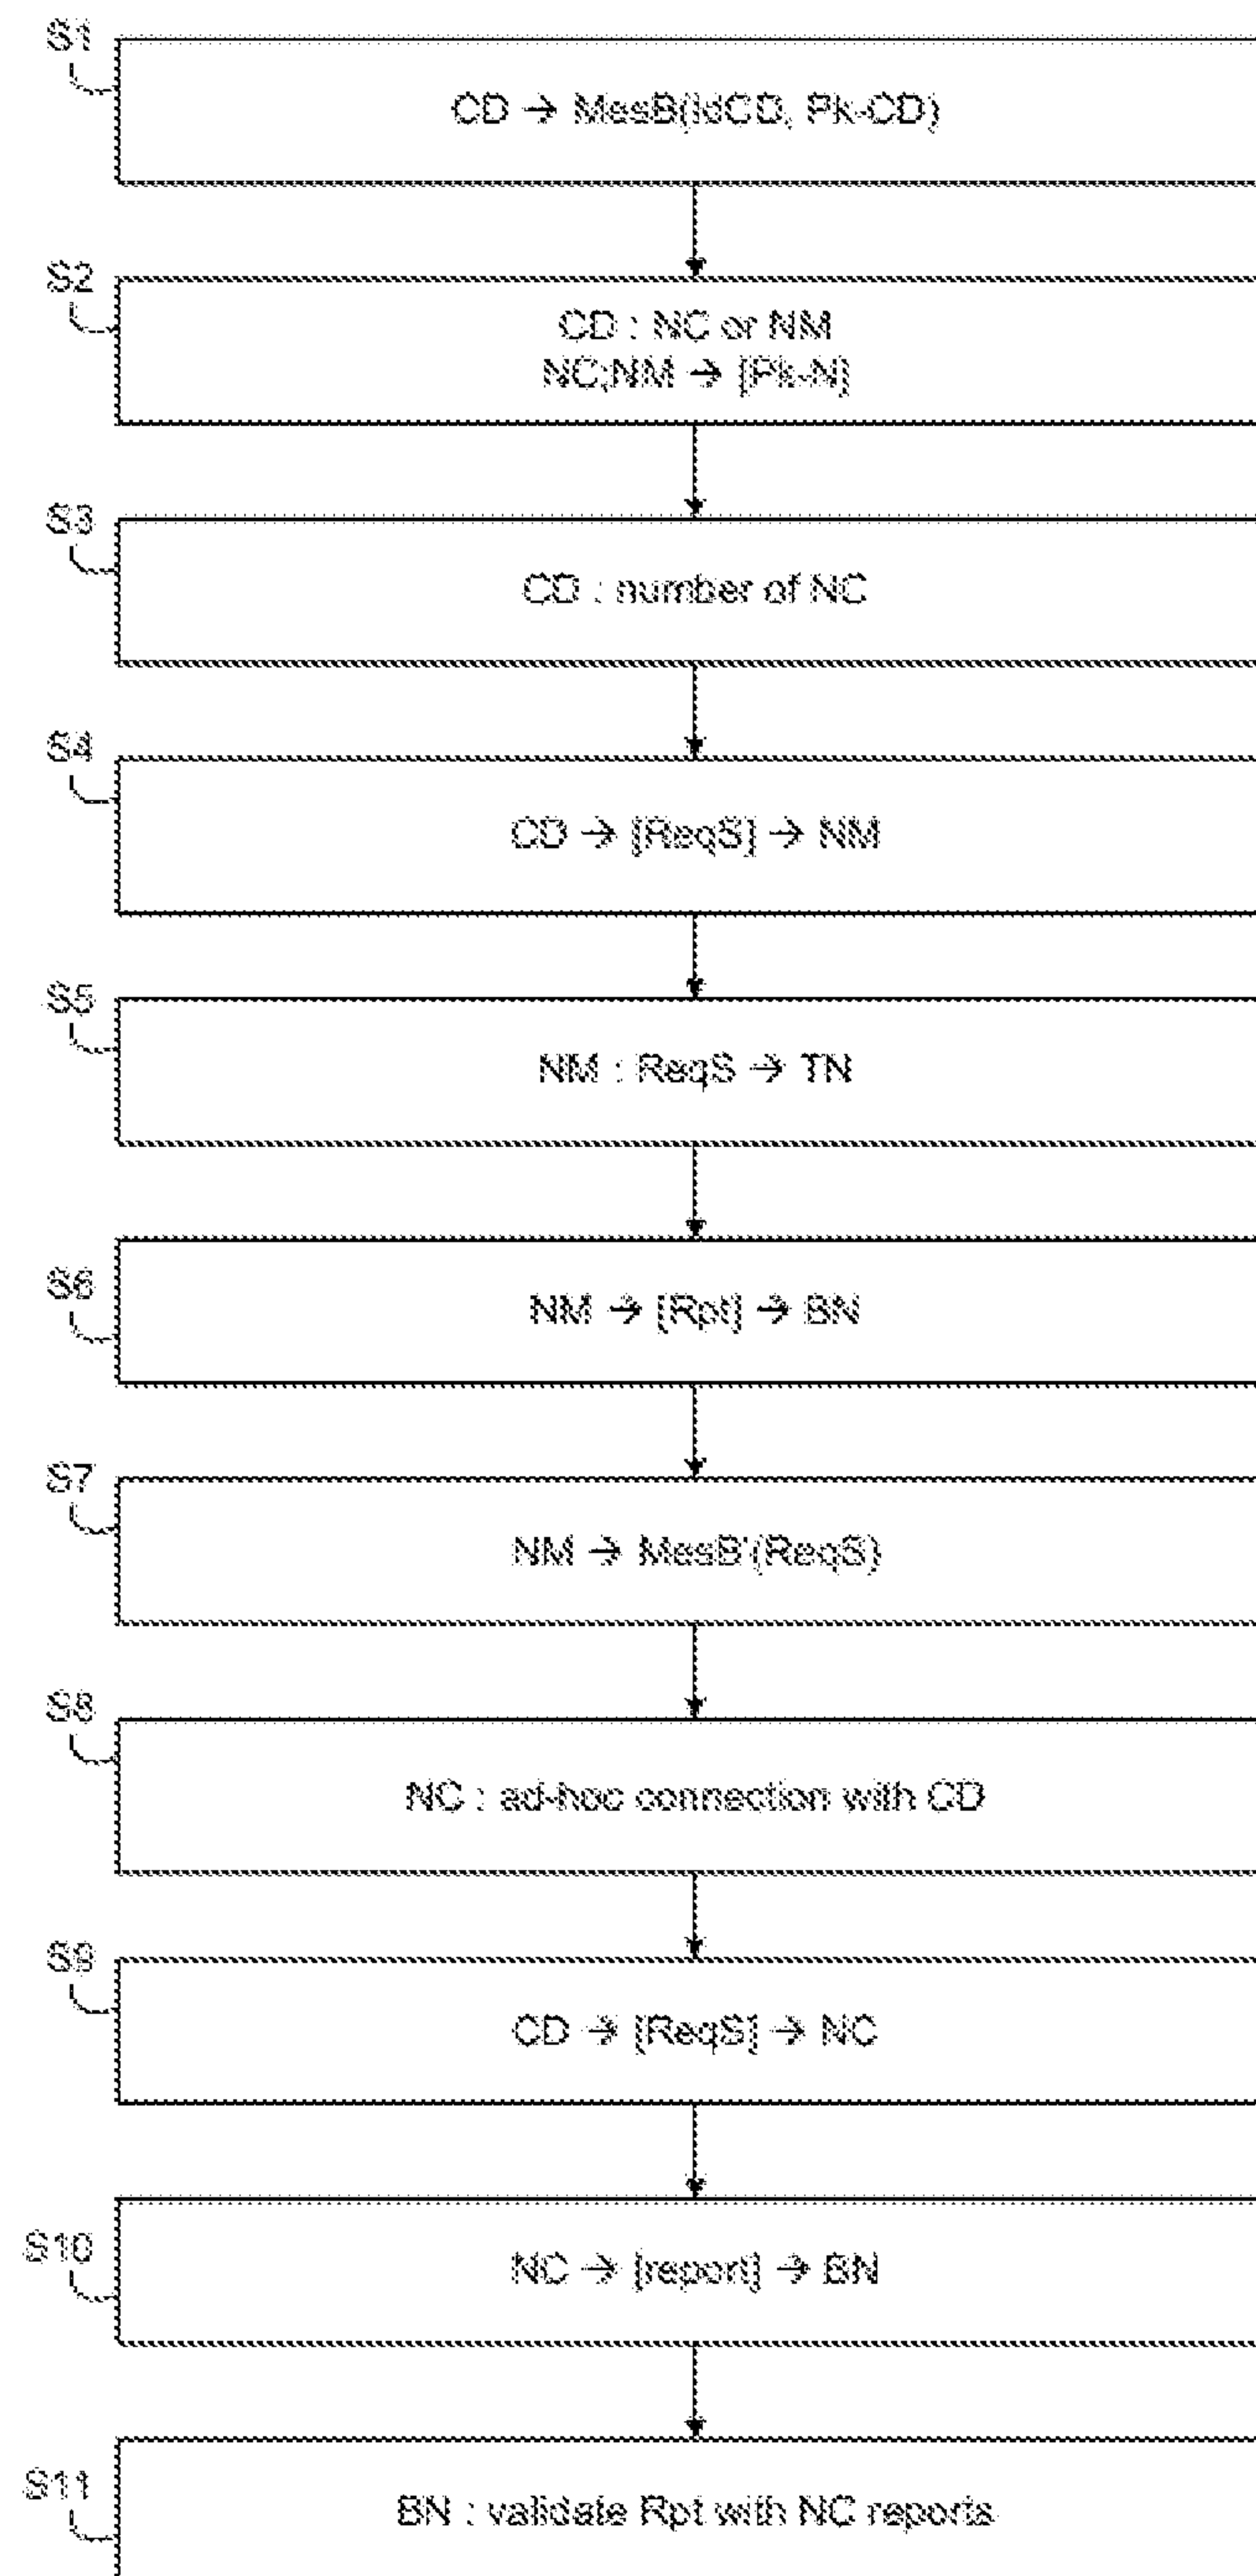 S1
CD → MesB(IdCD, Pk-CD)
S2
CD : NC or NM
NC;NM → [Pk-N]
S3
CD : number of NC
S4
CD → [ReqS] → NM
S5
NM : ReqS → TN
S6
NM → [Rpt] → BN
S7
NM → MesB'(ReqS)
S8
NC : ad-hoc connection with CD
S9
CD → [ReqS] → NC
S10
NC → [report] → BN
S11
BN : validate Rpt with NC reports